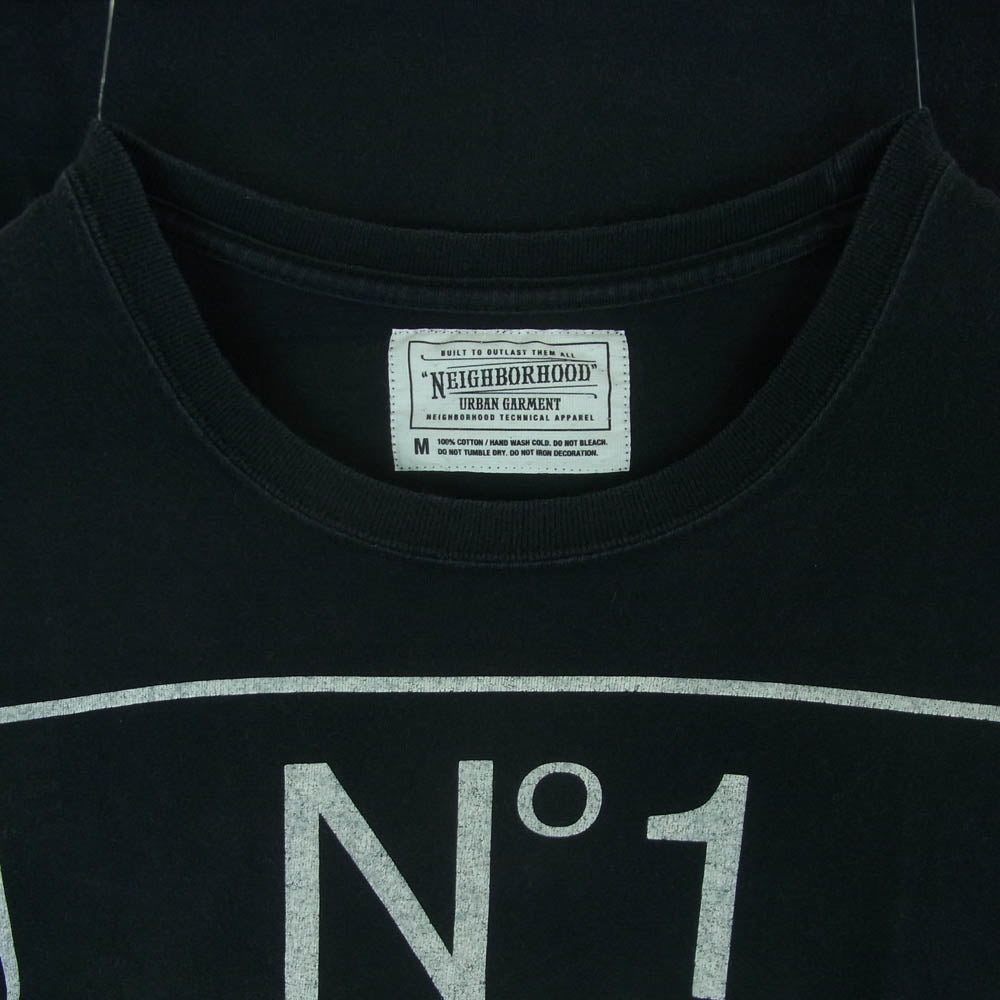 BUILT TO OUTLAST THEM ALL
"NEIGHBORHOOD"
URBAN GARMENT
NEIGHBORHOOD TECHNICAL APPAREL
M 100% COTTON / HAND WASH COLD. DO NOT BLEACH.
DO NOT TUMBLE DRY. DO NOT IRON DECORATION.
Nº1